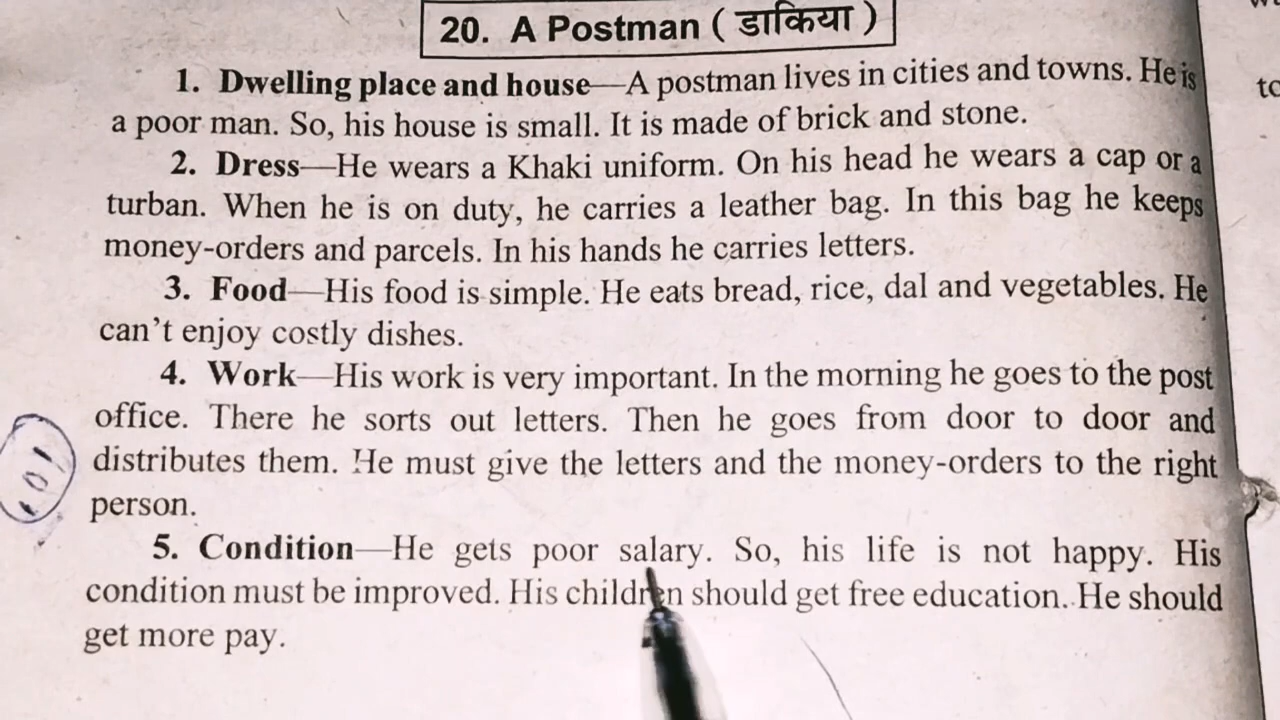 20. A Postman ( डाकिया )
1. Dwelling place and house—A postman lives in cities and towns. He is
a poor man. So, his house is small. It is made of brick and stone.
2. Dress—He wears a Khaki uniform. On his head he wears a cap or a
turban. When he is on duty, he carries a leather bag. In this bag he keeps
money-orders and parcels. In his hands he carries letters.
3. Food—His food is simple. He eats bread, rice, dal and vegetables. He
can't enjoy costly dishes.
4. Work—His work is very important. In the morning he goes to the post
office. There he sorts out letters. Then he goes from door to door and
distributes them. He must give the letters and the money-orders to the right
person.
5. Condition—He gets poor salary. So, his life is not happy. His
condition must be improved. His children should get free education. He should
get more pay.